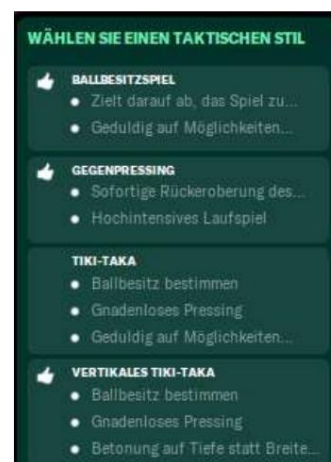 WÄHLEN SIE EINEN TAKTISCHEN STIL
BALLBESITZSPIEL
Zielt darauf ab, das Spiel zu...
Geduldig auf Möglichkeiten...
GEGENPRESSING
Sofortige Rückeroberung des...
Hochintensives Laufspiel
TIKI-TAKA
Ballbesitz bestimmen
Gnadenloses Pressing
Geduldig auf Möglichkeiten...
VERTIKALES TIKI-TAKA
Ballbesitz bestimmen
Gnadenloses Pressing
Betonung auf Tiefe statt Breite...